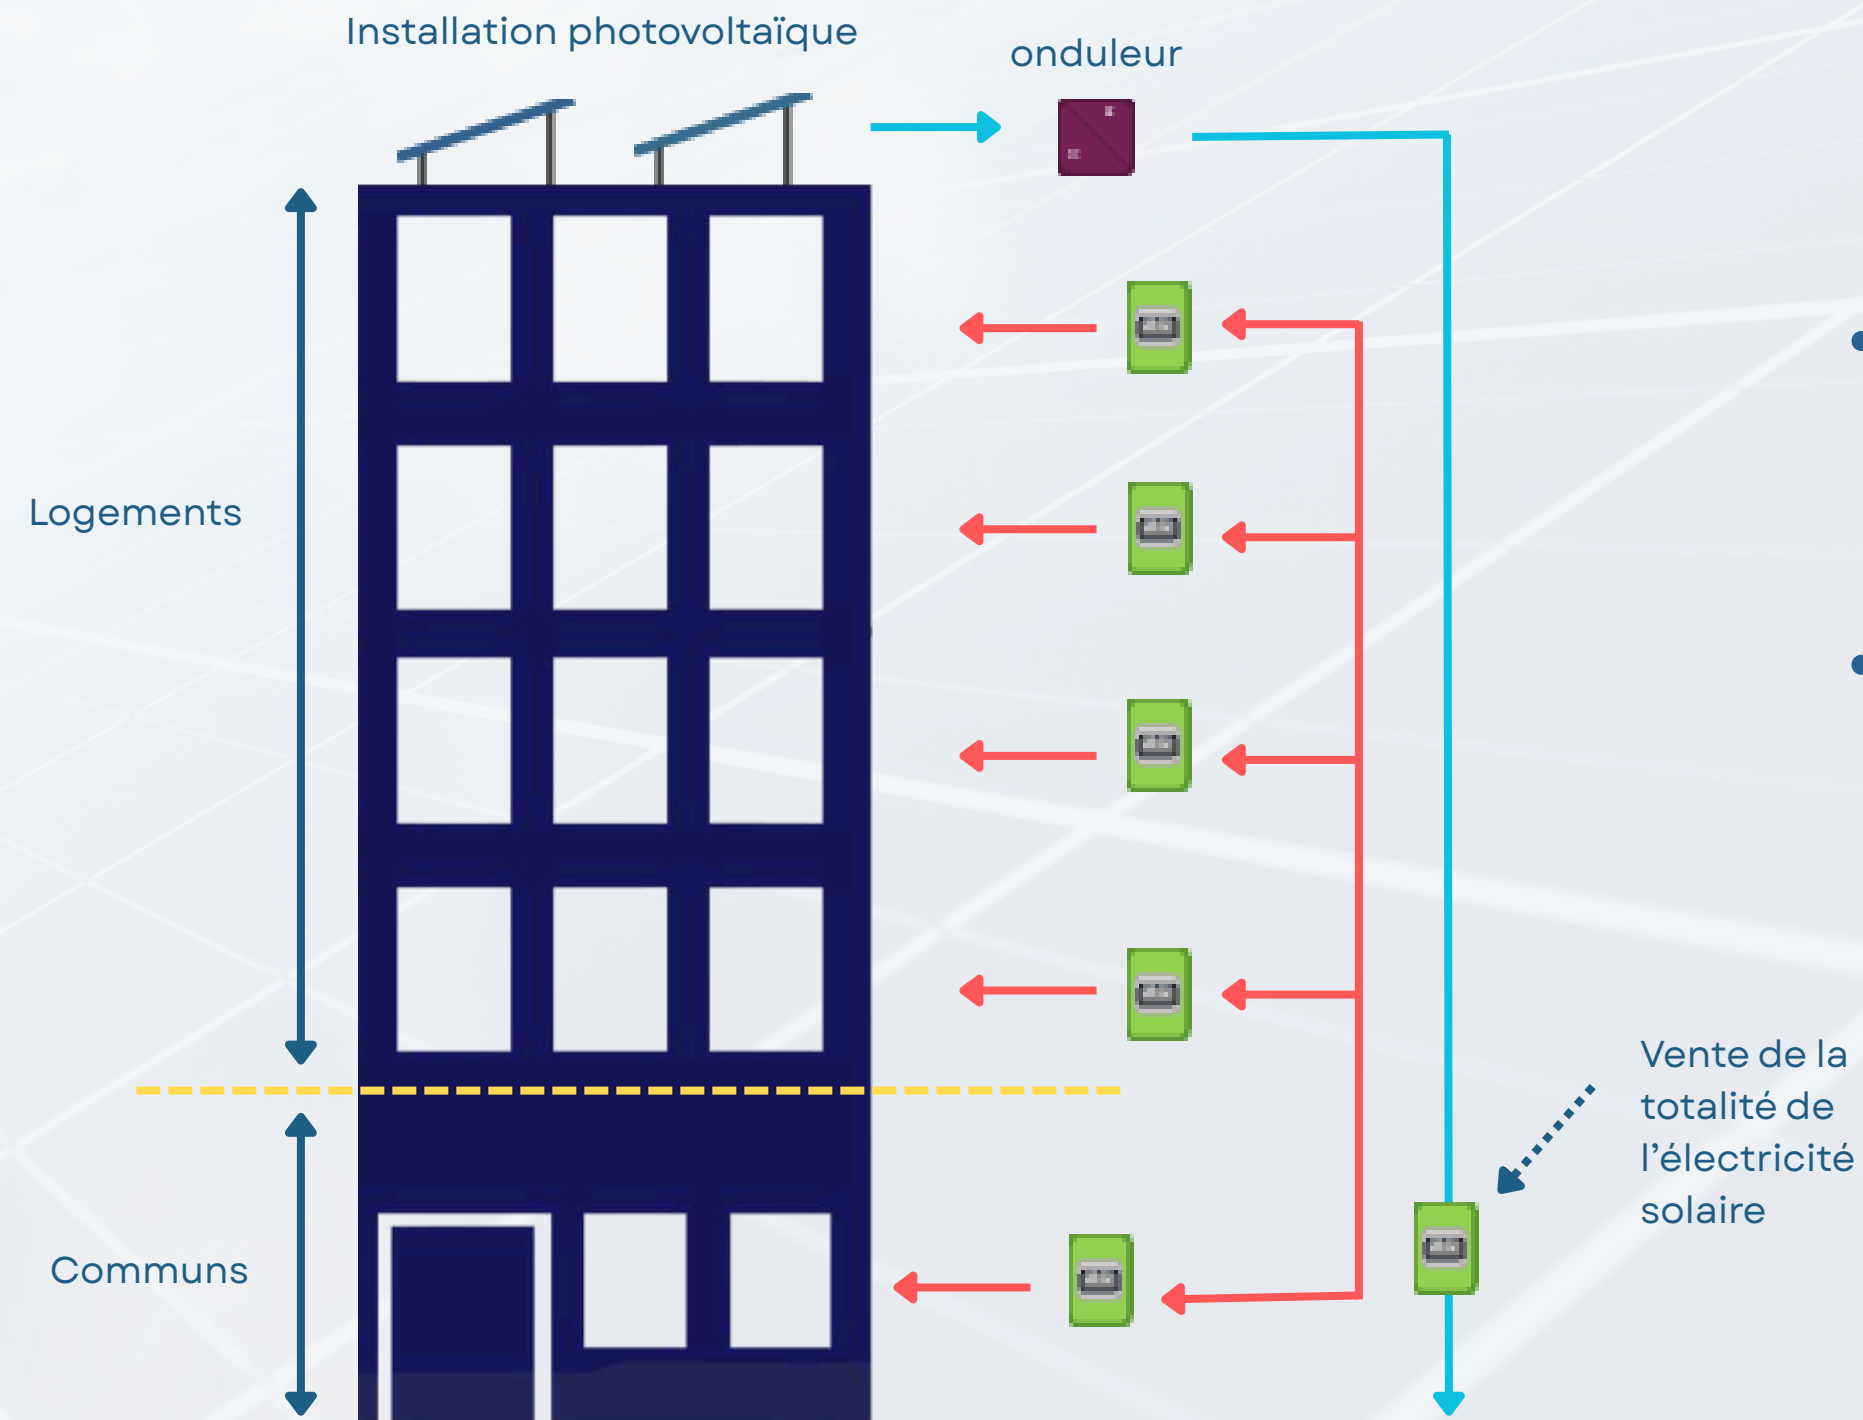 Installation photovoltaïque
onduleur
Logements
Vente de la
totalité de
l’électricité
solaire
Communs